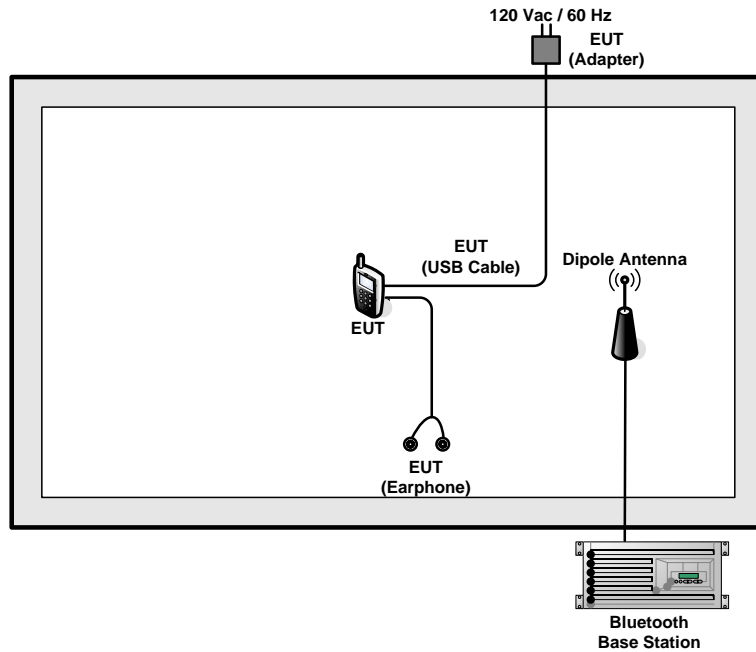 120 Vac / 60 Hz
EUT
(Adapter)
EUT
(USB Cable)
Dipole Antenna
EUT
EUT
(Earphone)
Bluetooth
Base Station